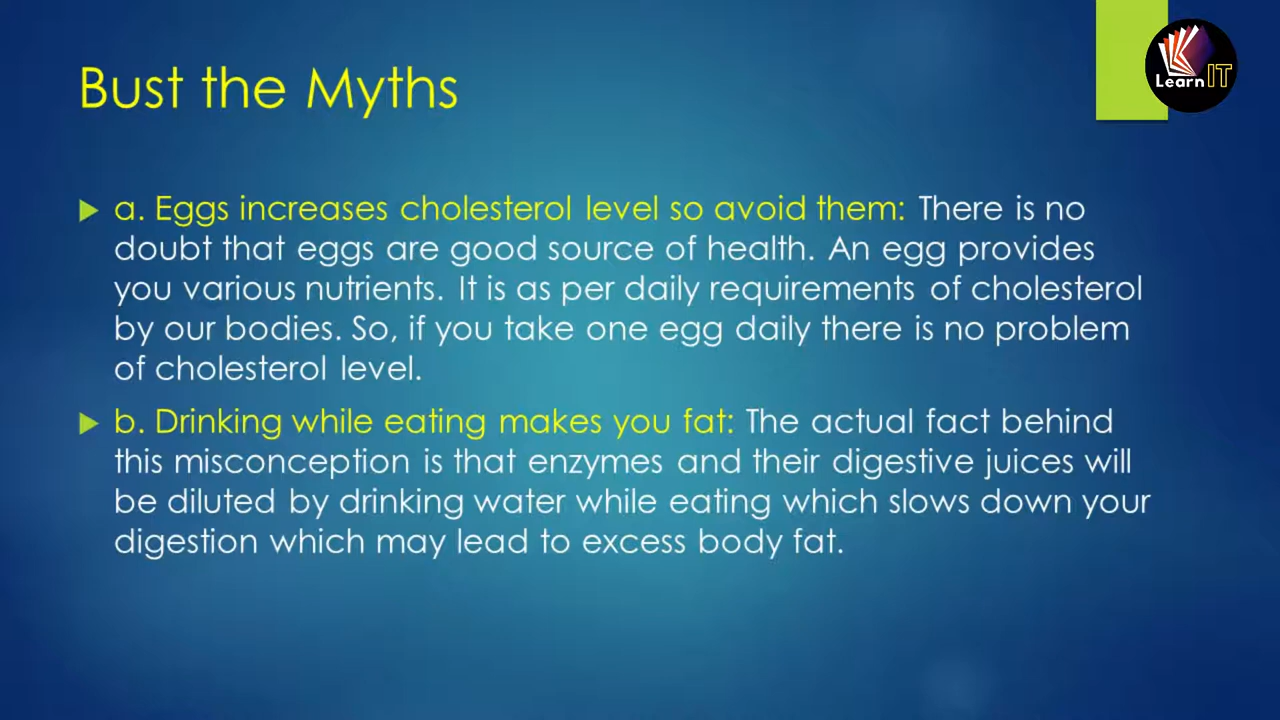 Bust the Myths
Learn IT
a. Eggs increases cholesterol level so avoid them: There is no
doubt that eggs are good source of health. An egg provides
you various nutrients. It is as per daily requirements of cholesterol
by our bodies. So, if you take one egg daily there is no problem
of cholesterol level.
b. Drinking while eating makes you fat: The actual fact behind
this misconception is that enzymes and their digestive juices will
be diluted by drinking water while eating which slows down your
digestion which may lead to excess body fat.